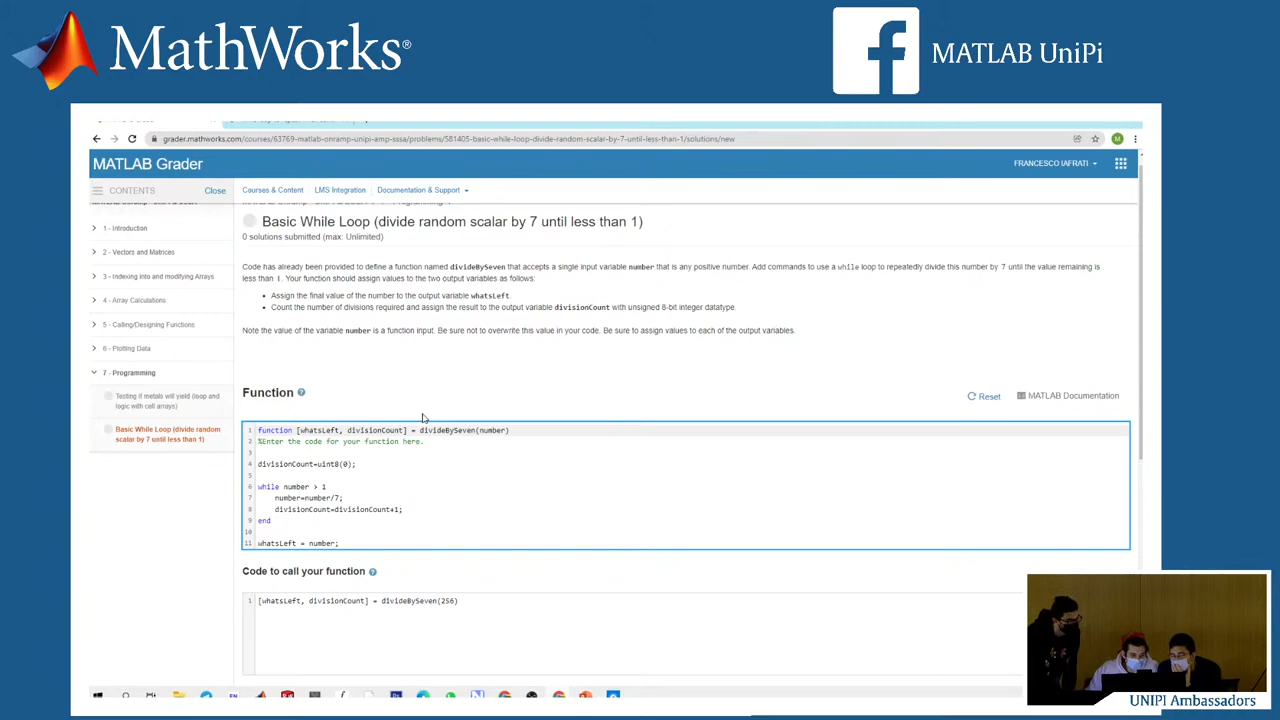 MathWorks®
MATLAB UniPi
grader.mathworks.com/courses/63769-matlab-onramp-unipi-amp-sssa/problems/581405-basic-while-loop-divide-random-scalar-by-7-until-less-than-1/solutions/new
M
MATLAB Grader
FRANCESCO IAFRATI
CONTENTS
Close
Courses & Content
LMS Integration
Documentation & Support
1 - Introduction
2 - Vectors and Matrices
3 - Indexing into and modifying Arrays
4 - Array Calculations
5 - Calling/Designing Functions
6 - Plotting Data
7 - Programming
Testing if metals will yield (loop and
logic with cell arrays)
Basic While Loop (divide random
scalar by 7 until less than 1)
Basic While Loop (divide random scalar by 7 until less than 1)
0 solutions submitted (max: Unlimited)
Code has already been provided to define a function named divideBySeven that accepts a single input variable number that is any positive number. Add commands to use a while loop to repeatedly divide this number by 7 until the value remaining is
less than 1. Your function should assign values to the two output variables as follows:
Assign the final value of the number to the output variable whatsLeft.
Count the number of divisions required and assign the result to the output variable divisionCount with unsigned 8-bit integer datatype.
Note the value of the variable number is a function input. Be sure not to overwrite this value in your code. Be sure to assign values to each of the output variables.
Function
Reset
MATLAB Documentation
1 function [whatsLeft, divisionCount] = divideBySeven(number)
2 %Enter the code for your function here.
3
4 divisionCount=uint8(0);
5
6 while number > 1
7 number=number/7;
8 divisionCount=divisionCount+1;
9 end
10
11 whatsLeft = number;
Code to call your function
1 [whatsLeft, divisionCount] = divideBySeven(256)
EN
UNIPI Ambassadors